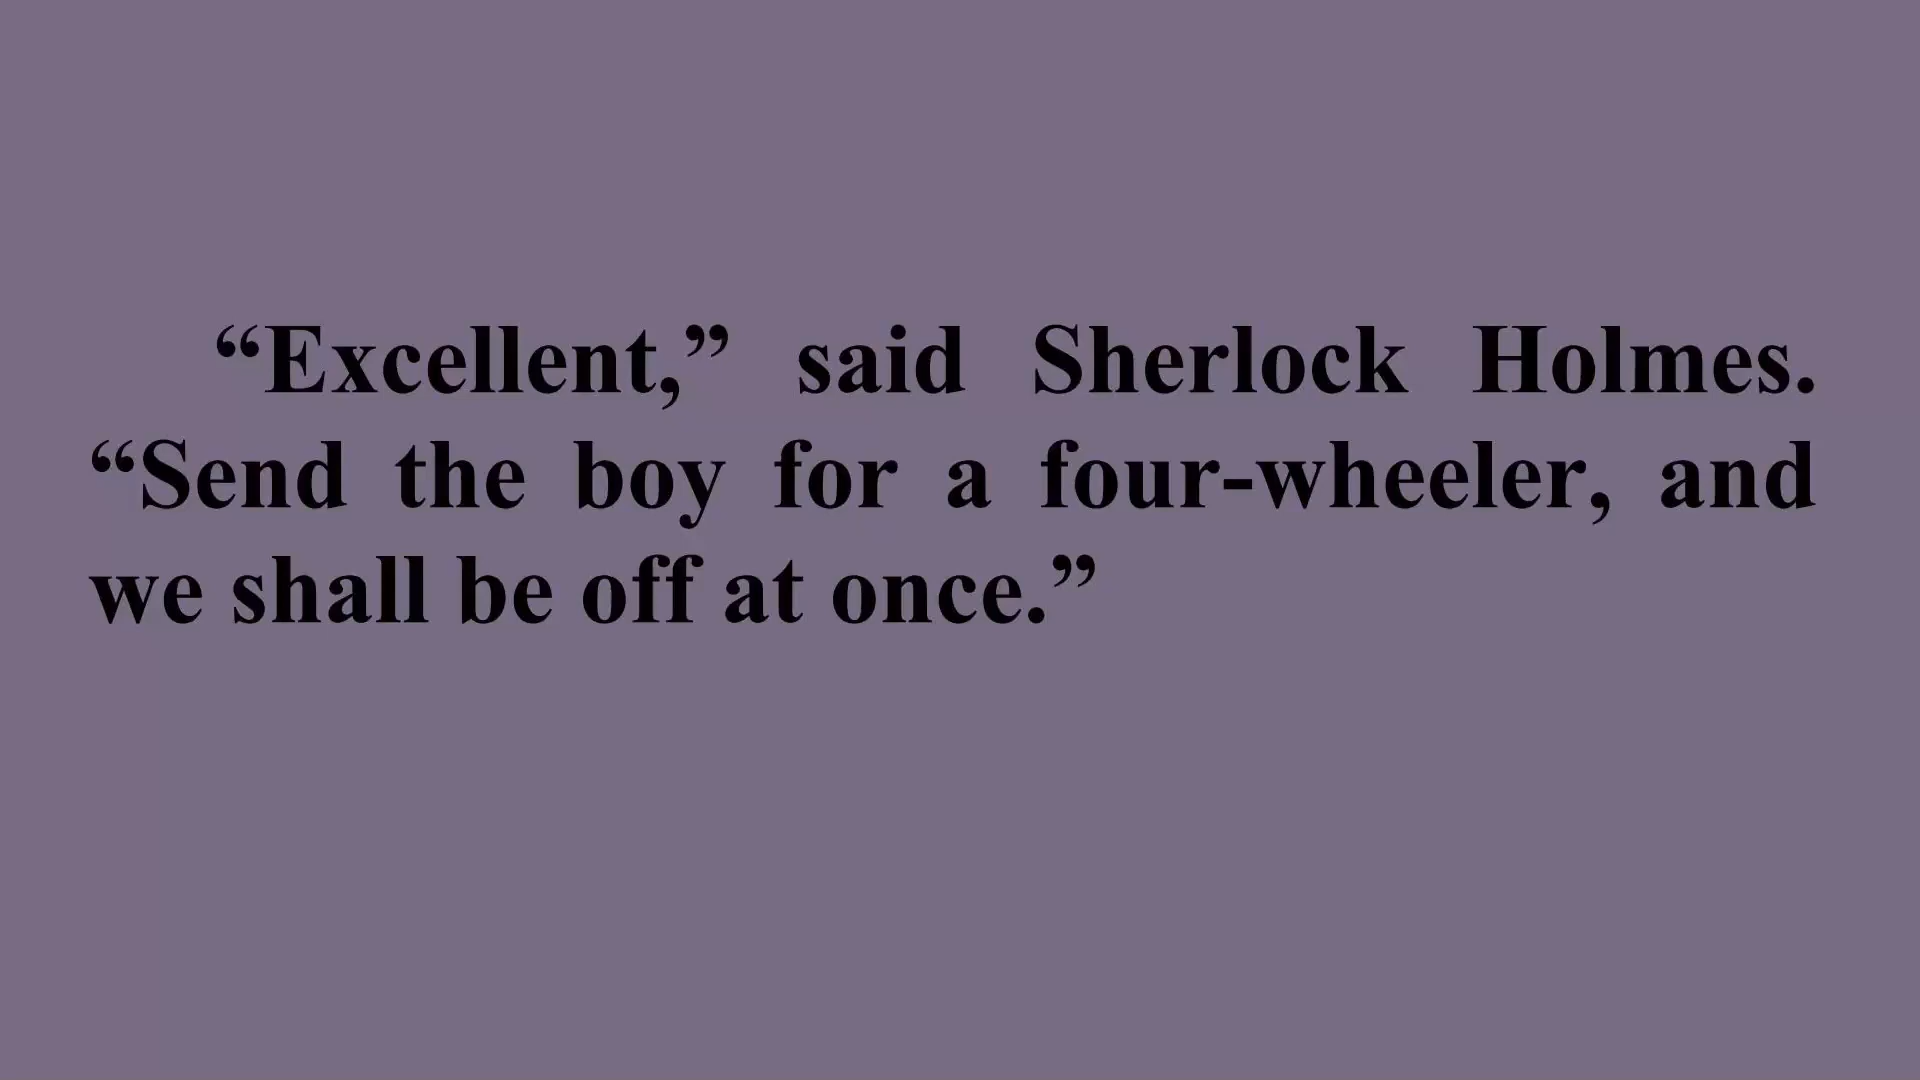 “Excellent,” said Sherlock Holmes.
“Send the boy for a four-wheeler, and
we shall be off at once.”